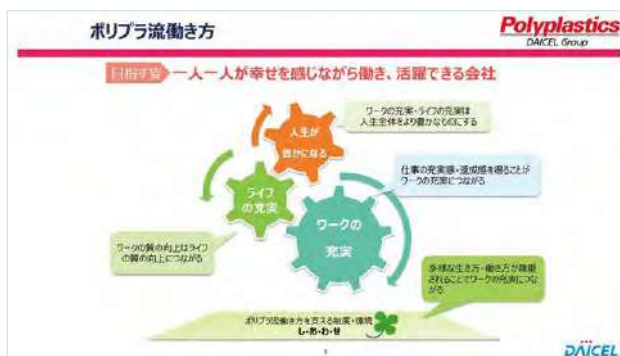 ポリプラ流働き方
Polyplastics
DAICEL Group
目指す姿
一人一人が幸せを感じながら働き、活躍できる会社
ワークの充実・ライフの充実は
人生全体をより豊かなものにする
人生が
豊かになる
仕事の充実感・達成感を得ることが
ワークの充実につながる
ライフ
の充実
ワークの
充実
ワークの質の向上はライフ
の質の向上につながる
多様な生き方・働き方が尊重
されることでワークの充実につな
がる
ポリプラ流働き方を支える制度・環境
し・あ・わ・せ
DAICEL